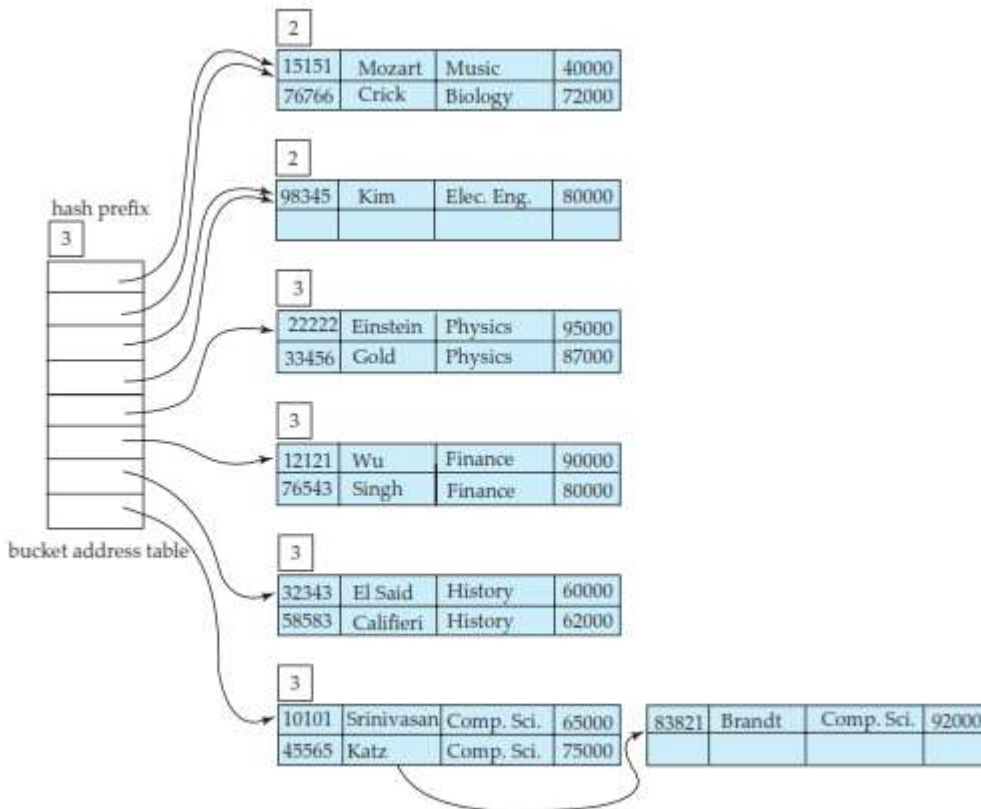 2
15151 Mozart Music 40000
76766 Crick Biology 72000
2
98345 Kim Elec. Eng. 80000
hash prefix
3
3
22222 Einstein Physics 95000
33456 Gold Physics 87000
3
12121 Wu Finance 90000
76543 Singh Finance 80000
bucket address table
3
32343 El Said History 60000
58583 Califieri History 62000
3
10101 Srinivasan Comp. Sci. 65000
45565 Katz Comp. Sci. 75000
83821 Brandt Comp. Sci. 92000